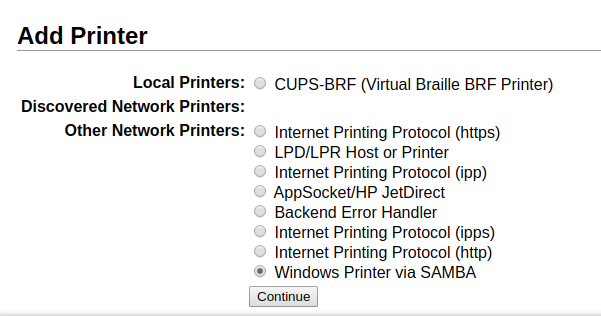 Add Printer
Local Printers: CUPS-BRF (Virtual Braille BRF Printer)
Discovered Network Printers:
Other Network Printers: Internet Printing Protocol (https)
LPD/LPR Host or Printer
Internet Printing Protocol (ipp)
AppSocket/HP JetDirect
Backend Error Handler
Internet Printing Protocol (ipps)
Internet Printing Protocol (http)
Windows Printer via SAMBA
Continue